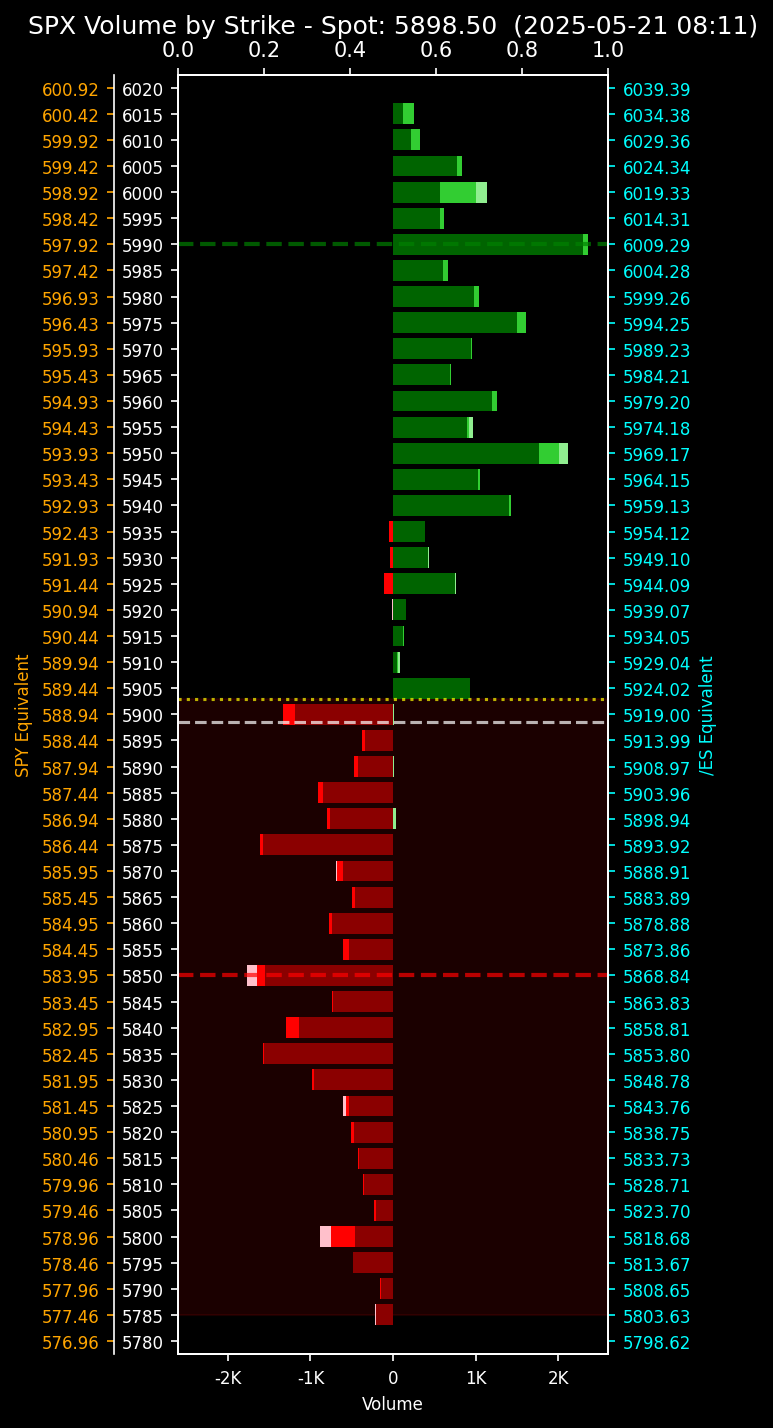 SPX Volume by Strike - Spot: 5898.50  (2025-05-21 08:11)
0.0 0.2 0.4 0.6 0.8 1.0
600.92 6020 6039.39
600.42 6015 6034.38
599.92 6010 6029.36
599.42 6005 6024.34
598.92 6000 6019.33
598.42 5995 6014.31
597.92 5990 6009.29
597.42 5985 6004.28
596.93 5980 5999.26
596.43 5975 5994.25
595.93 5970 5989.23
595.43 5965 5984.21
594.93 5960 5979.20
594.43 5955 5974.18
593.93 5950 5969.17
593.43 5945 5964.15
592.93 5940 5959.13
592.43 5935 5954.12
591.93 5930 5949.10
591.44 5925 5944.09
590.94 5920 5939.07
590.44 5915 5934.05
589.94 5910 5929.04
589.44 5905 5924.02
588.94 5900 5919.00
588.44 5895 5913.99
587.94 5890 5908.97
587.44 5885 5903.96
586.94 5880 5898.94
586.44 5875 5893.92
585.95 5870 5888.91
585.45 5865 5883.89
584.95 5860 5878.88
584.45 5855 5873.86
583.95 5850 5868.84
583.45 5845 5863.83
582.95 5840 5858.81
582.45 5835 5853.80
581.95 5830 5848.78
581.45 5825 5843.76
580.95 5820 5838.75
580.46 5815 5833.73
579.96 5810 5828.71
579.46 5805 5823.70
578.96 5800 5818.68
578.46 5795 5813.67
577.96 5790 5808.65
577.46 5785 5803.63
576.96 5780 5798.62
SPY Equivalent
/ES Equivalent
-2K -1K 0 1K 2K
Volume